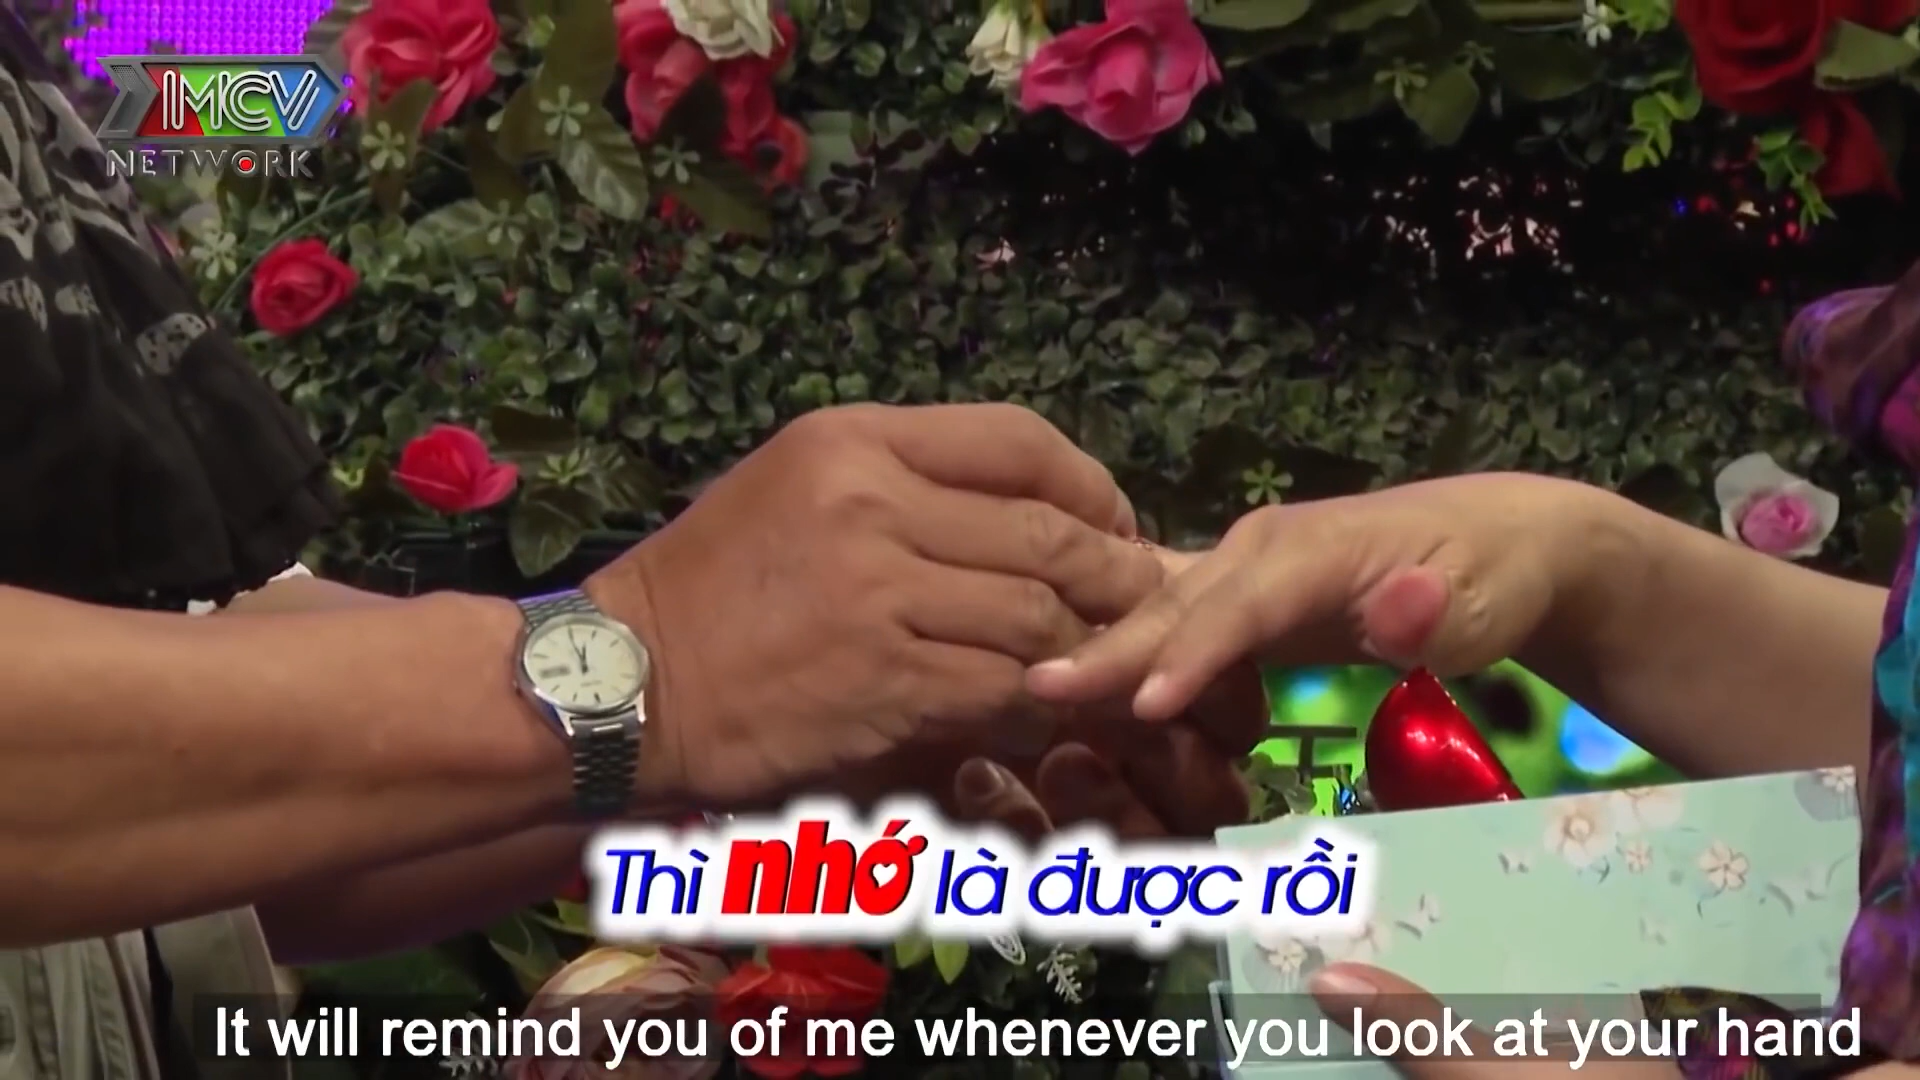 MCV
NETWORK
Thì nhớ là được rồi
It will remind you of me whenever you look at your hand